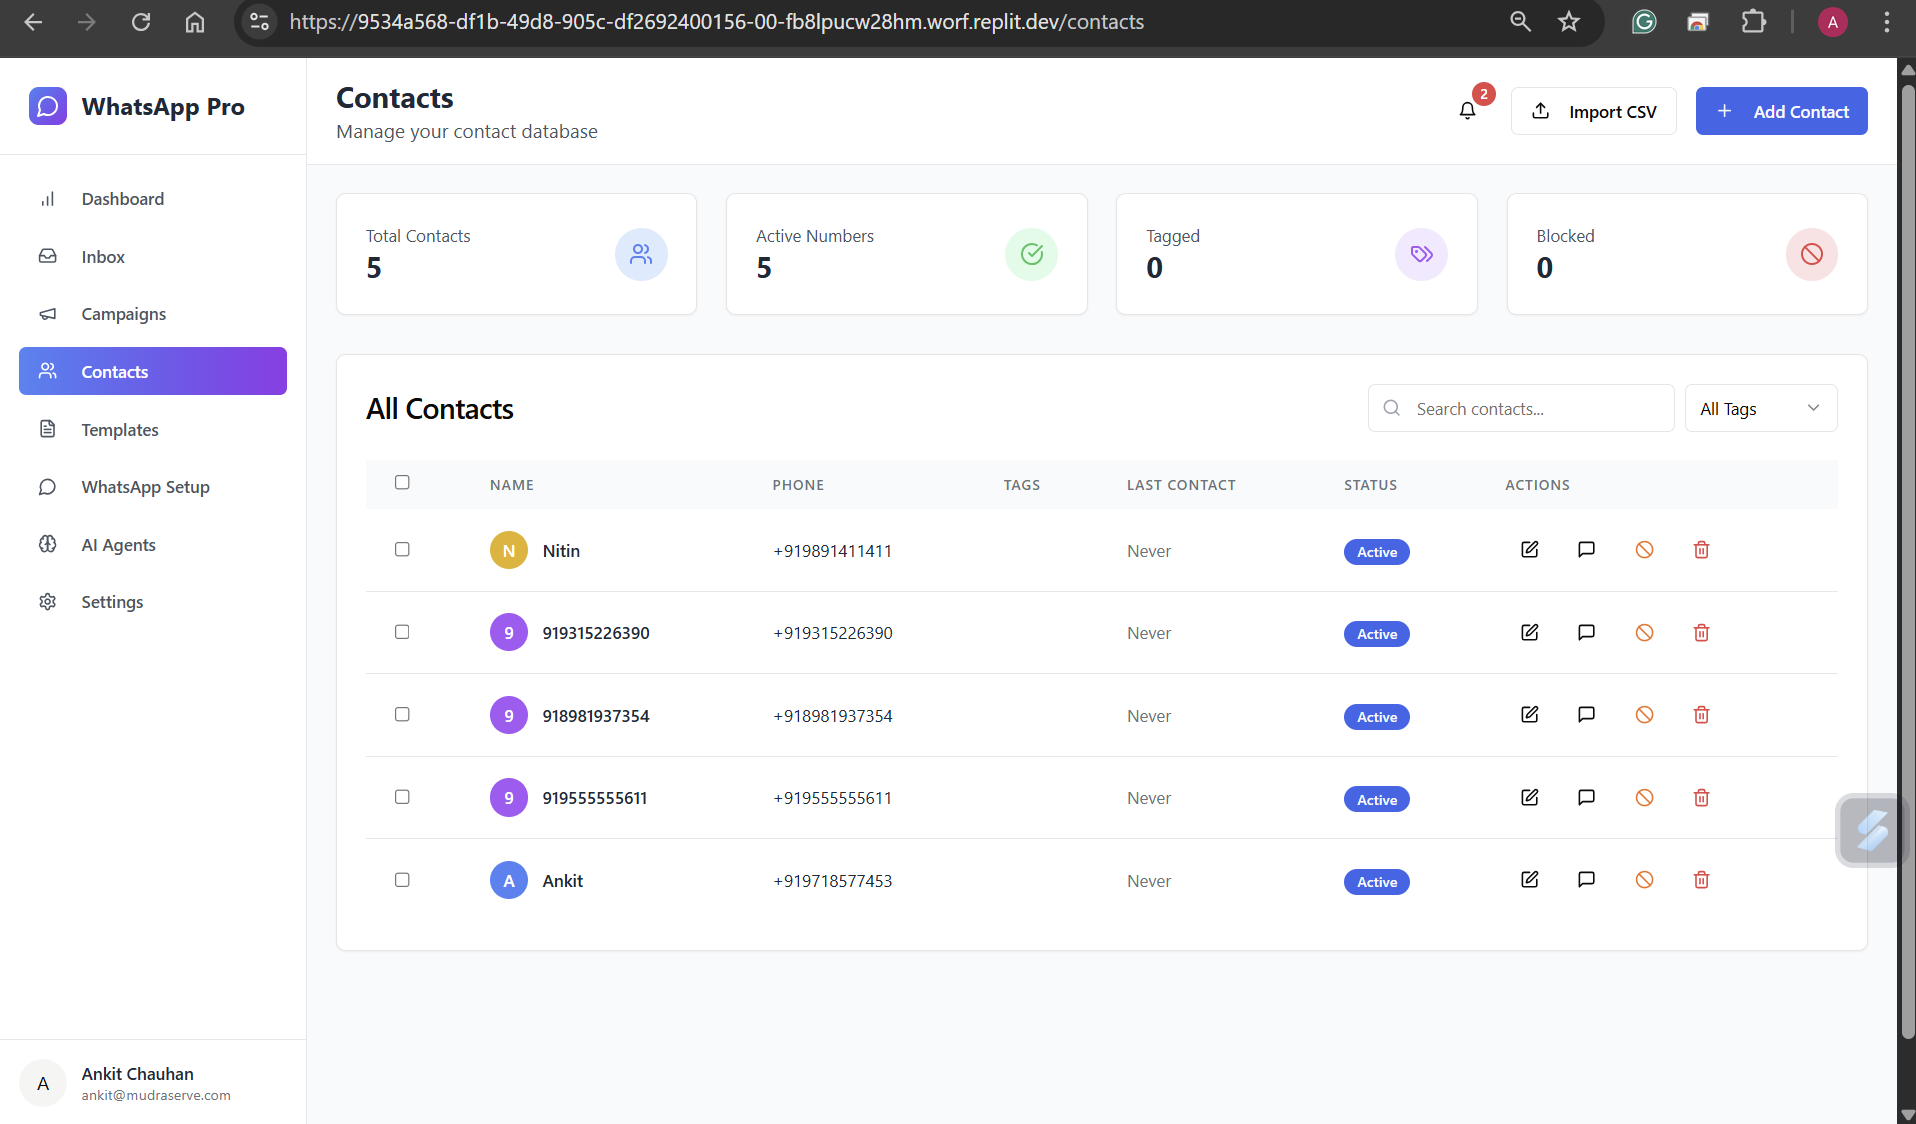 https://9534a568-df1b-49d8-905c-df2692400156-00-fb8lpucw28hm.worf.replit.dev/contacts
A
WhatsApp Pro
Dashboard
Inbox
Campaigns
Contacts
Templates
WhatsApp Setup
AI Agents
Settings
A
Ankit Chauhan
ankit@mudraserve.com
Contacts
Manage your contact database
2
Import CSV
Add Contact
Total Contacts
5
Active Numbers
5
Tagged
0
Blocked
0
All Contacts
Search contacts...
All Tags
NAME PHONE TAGS LAST CONTACT STATUS ACTIONS
N Nitin +919891411411 Never Active
9 919315226390 +919315226390 Never Active
9 918981937354 +918981937354 Never Active
9 919555555611 +919555555611 Never Active
A Ankit +919718577453 Never Active